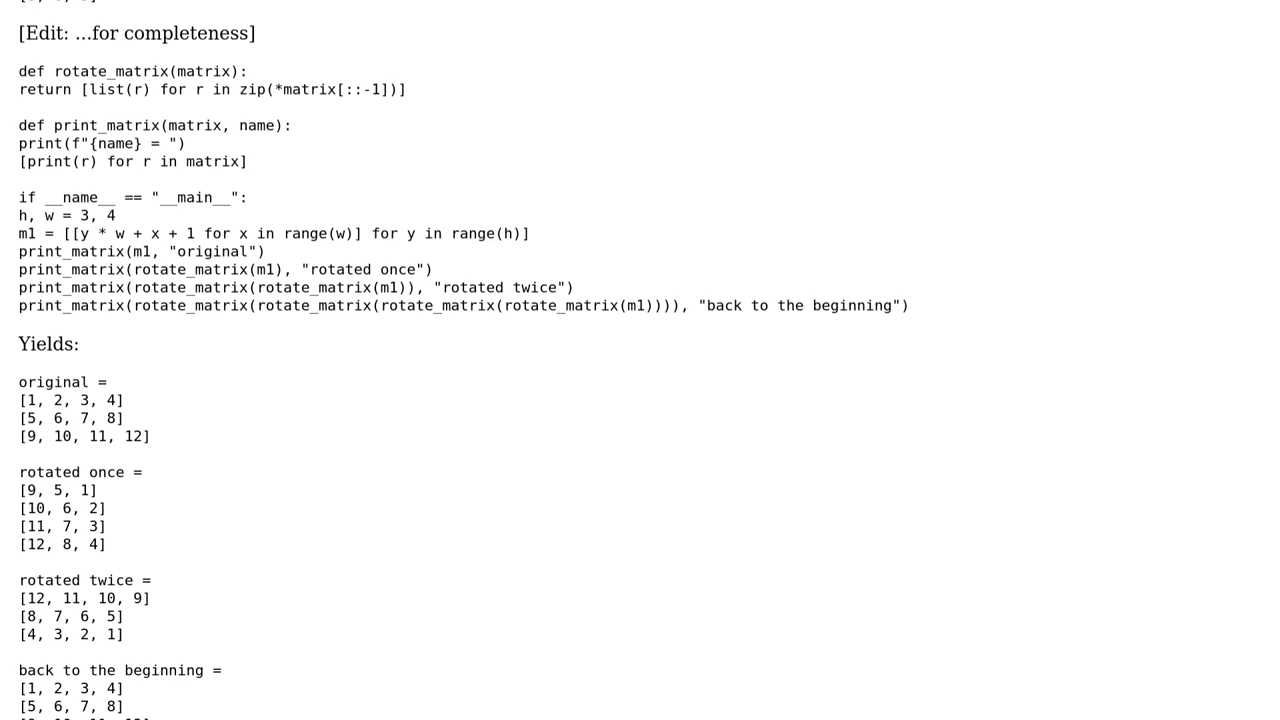 [Edit: ...for completeness]
def rotate_matrix(matrix):
return [list(r) for r in zip(*matrix[::-1])]
def print_matrix(matrix, name):
print(f"{name} = ")
[print(r) for r in matrix]
if __name__ == "__main__":
h, w = 3, 4
m1 = [[y * w + x + 1 for x in range(w)] for y in range(h)]
print_matrix(m1, "original")
print_matrix(rotate_matrix(m1), "rotated once")
print_matrix(rotate_matrix(rotate_matrix(m1)), "rotated twice")
print_matrix(rotate_matrix(rotate_matrix(rotate_matrix(rotate_matrix(m1)))), "back to the beginning")
Yields:
original =
[1, 2, 3, 4]
[5, 6, 7, 8]
[9, 10, 11, 12]
rotated once =
[9, 5, 1]
[10, 6, 2]
[11, 7, 3]
[12, 8, 4]
rotated twice =
[12, 11, 10, 9]
[8, 7, 6, 5]
[4, 3, 2, 1]
back to the beginning =
[1, 2, 3, 4]
[5, 6, 7, 8]